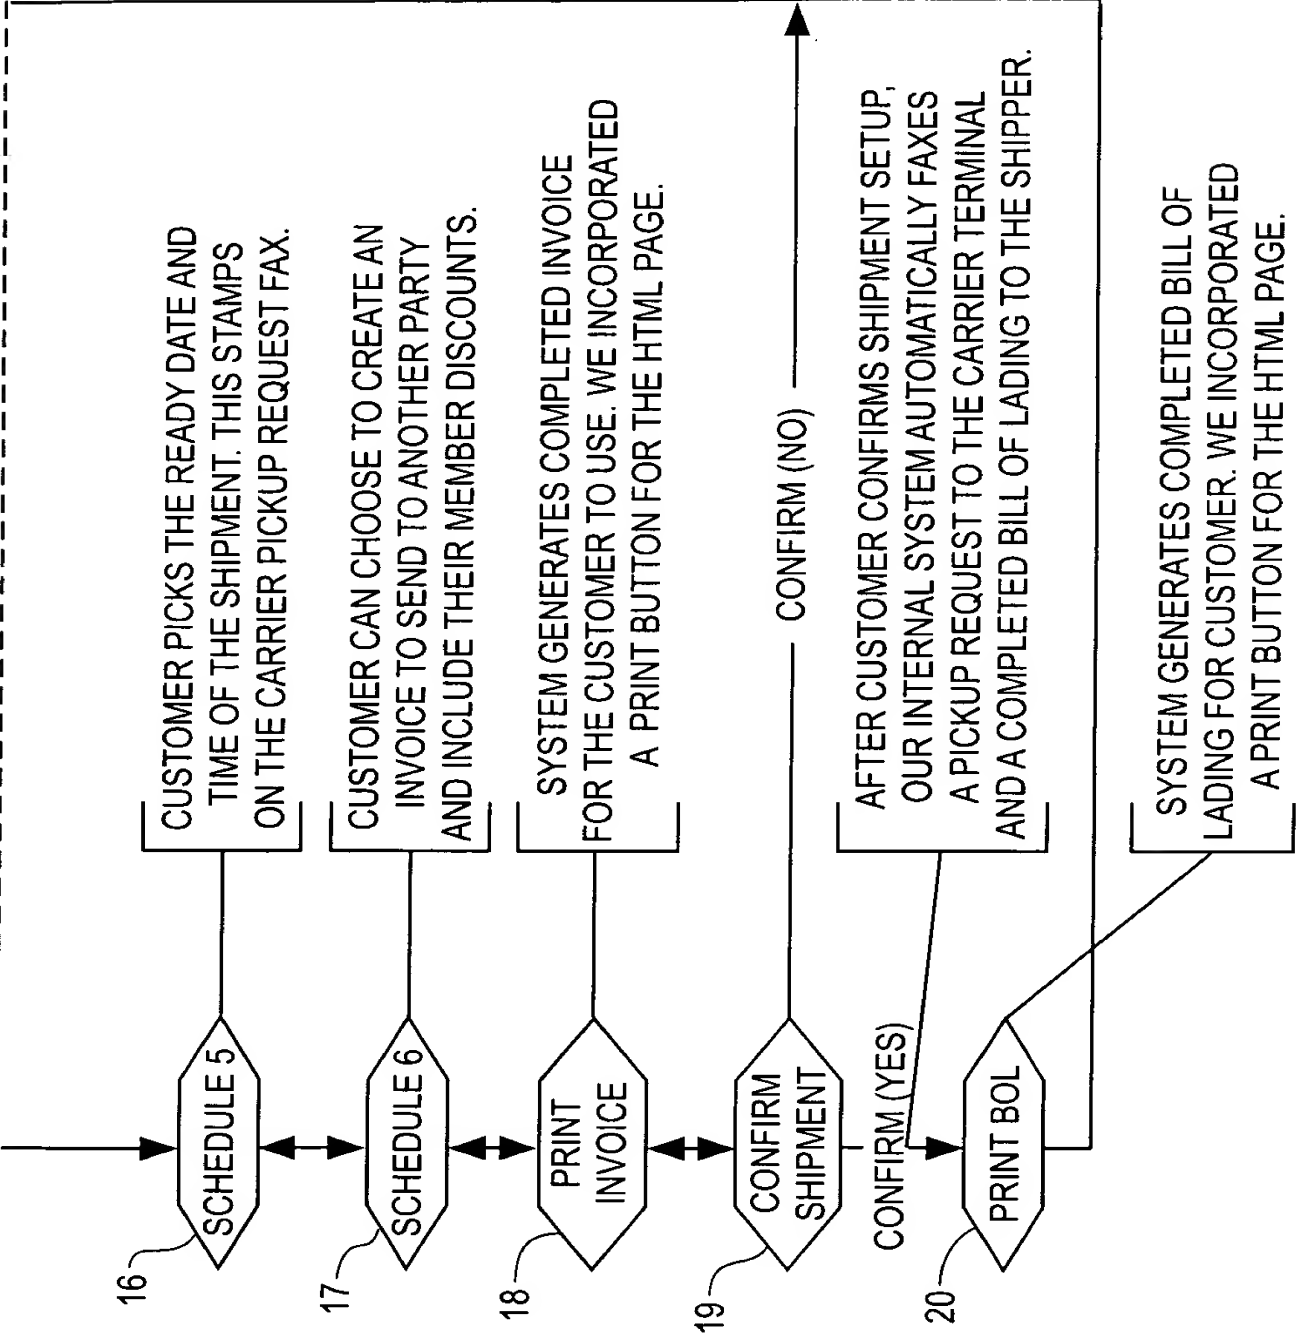 16
SCHEDULE 5
CUSTOMER PICKS THE READY DATE AND
TIME OF THE SHIPMENT. THIS STAMPS
ON THE CARRIER PICKUP REQUEST FAX.
17
SCHEDULE 6
CUSTOMER CAN CHOOSE TO CREATE AN
INVOICE TO SEND TO ANOTHER PARTY
AND INCLUDE THEIR MEMBER DISCOUNTS.
18
PRINT
INVOICE
SYSTEM GENERATES COMPLETED INVOICE
FOR THE CUSTOMER TO USE. WE INCORPORATED
A PRINT BUTTON FOR THE HTML PAGE.
19
CONFIRM
SHIPMENT
CONFIRM (NO)
CONFIRM (YES)
AFTER CUSTOMER CONFIRMS SHIPMENT SETUP,
OUR INTERNAL SYSTEM AUTOMATICALLY FAXES
A PICKUP REQUEST TO THE CARRIER TERMINAL
AND A COMPLETED BILL OF LADING TO THE SHIPPER.
20
PRINT BOL
SYSTEM GENERATES COMPLETED BILL OF
LADING FOR CUSTOMER. WE INCORPORATED
A PRINT BUTTON FOR THE HTML PAGE.